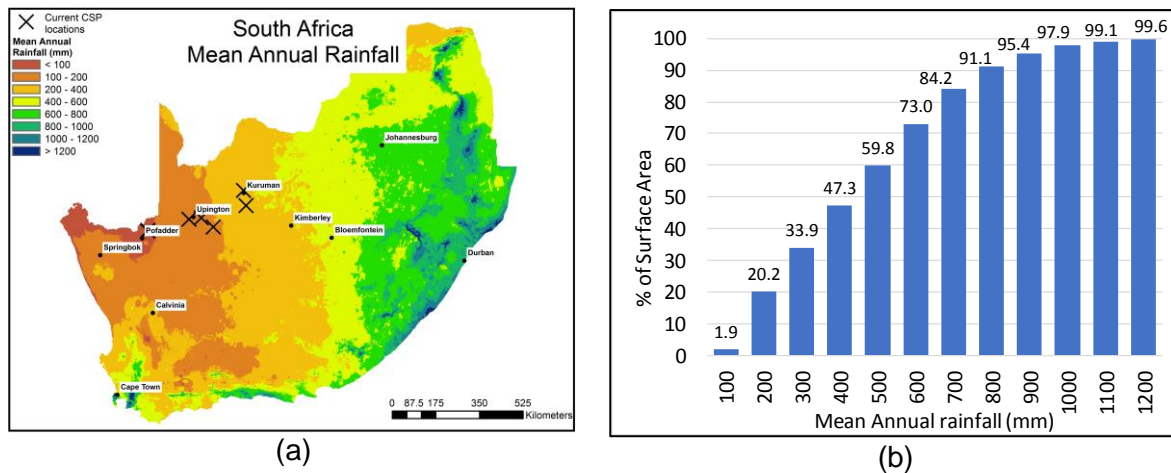 South Africa
Mean Annual Rainfall
Current CSP
locations
Mean Annual
Rainfall (mm)
< 100
100 - 200
200 - 400
400 - 600
600 - 800
800 - 1000
1000 - 1200
> 1200
Johannesburg
Kuruman
Upington
Kimberley
Pofadder
Bloemfontein
Springbok
Durban
Calvinia
Cape Town
0 87.5 175 350 525
Kilometers
(a)
% of Surface Area
100
90
80
70
60
50
40
30
20
10
0
1.9
20.2
33.9
47.3
59.8
73.0
84.2
91.1
95.4
97.9
99.1
99.6
100
200
300
400
500
600
700
800
900
1000
1100
1200
Mean Annual rainfall (mm)
(b)